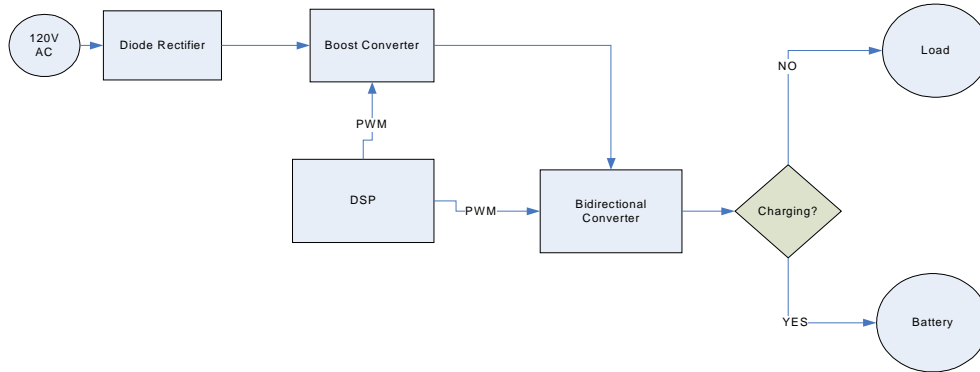 120V
AC
Diode Rectifier
Boost Converter
Load
NO
PWM
DSP
PWM
Bidirectional
Converter
Charging?
YES
Battery